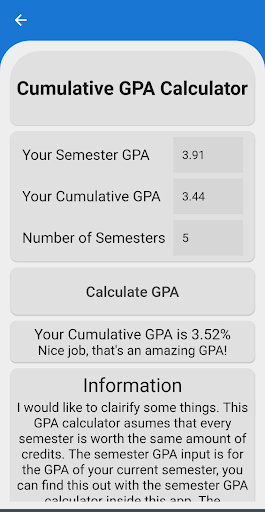 Cumulative GPA Calculator
Your Semester GPA 3.91
Your Cumulative GPA 3.44
Number of Semesters 5
Calculate GPA
Your Cumulative GPA is 3.52%
Nice job, that's an amazing GPA!
Information
I would like to clairify some things. This
GPA calculator asumes that every
semester is worth the same amount of
credits. The semester GPA input is for
the GPA of your current semester, you
can find this out with the semester GPA
calculator inside this app. The